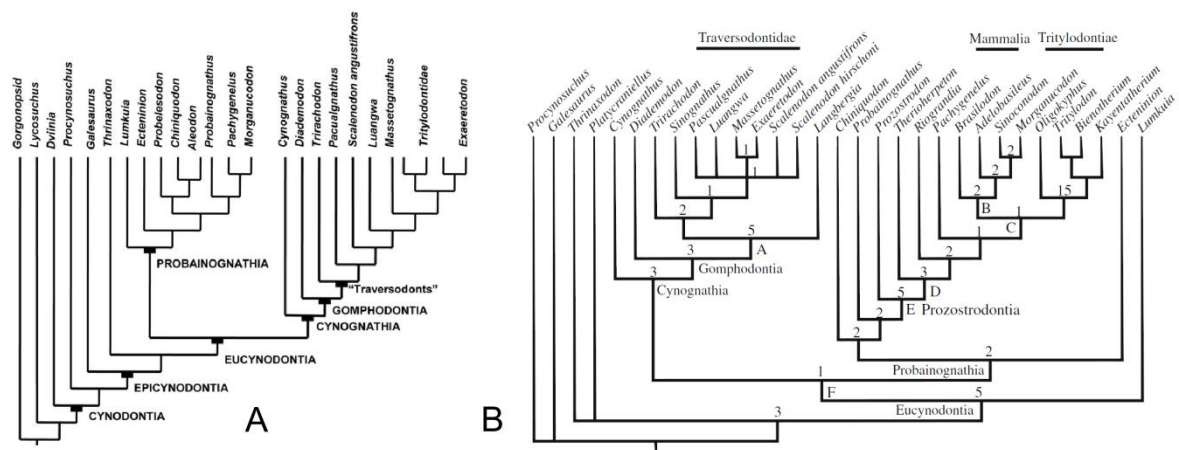 Gorgonopsid
Lycosuchus
Dvinia
Procynosuchus
Galesaurus
Thrinaxodon
Lumkuia
Ecteninion
Probelesodon
Chiniquodon
Aleodon
Probainognathus
Pachygenelus
Morganucodon
Cynognathus
Diademodon
Trirachodon
Pacualgnathus
Scalenodon angustifrons
Luangwa
Massetognathus
Tritylodontidae
Exaeretodon
PROBAINOGNATHIA
"Traversodonts"
GOMPHODONTIA
CYNOGNATHIA
EUCYNODONTIA
EPICYNODONTIA
CYNODONTIA
A
B
Traversodontidae
Mammalia
Tritylodontiae
Procynosuchus
Galesaurus
Thrinaxodon
Platycraniellus
Cynognathus
Diademodon
Trirachodon
Sinognathus
Pascualgnathus
Luangwa
Massetognathus
Exaeretodon
Scalenodon angustifrons
Scalenodon hirschoni
Langbergia
Chiniquodon
Probainognathus
Prozostrodon
Therioherpeton
Riograndia
Pachygenelus
Brasilodon
Adelobasileus
Sinoconodon
Morganucodon
Oligokyphus
Tritylodon
Bienotherium
Kayentatherium
Ecteninion
Lumkuia
1 2
1
1 2 2 15
2 B 1
5 C 1
A 2
3 3
Gomphodontia D
3 5
Cynognathia E Prozostrodontia
2
2
2
Probainognathia
1
F 5
Eucynodontia
3